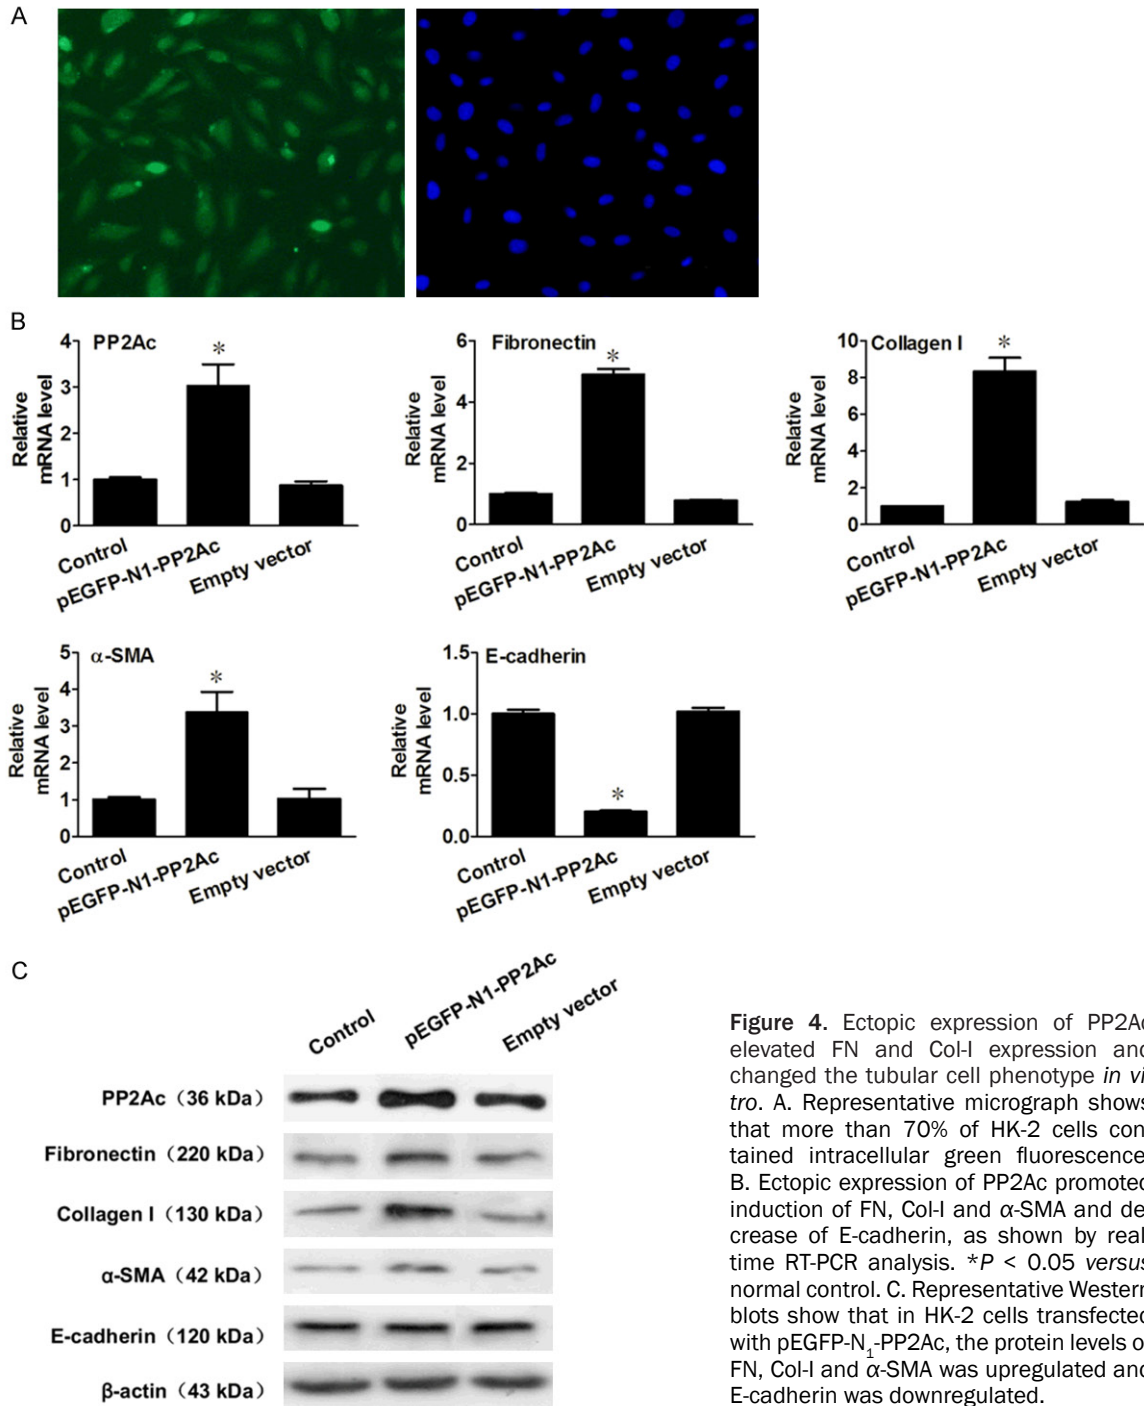 A
B
PP2Ac
Relative
mRNA level
4
3
2
1
0
Control
pEGFP-N1-PP2Ac
Empty vector
*
Fibronectin
Relative
mRNA level
6
4
2
0
Control
pEGFP-N1-PP2Ac
Empty vector
*
Collagen I
Relative
mRNA level
10
8
6
4
2
0
Control
pEGFP-N1-PP2Ac
Empty vector
*
α-SMA
Relative
mRNA level
5
4
3
2
1
0
Control
pEGFP-N1-PP2Ac
Empty vector
*
E-cadherin
Relative
mRNA level
1.5
1.0
0.5
0.0
Control
pEGFP-N1-PP2Ac
Empty vector
*
C
Control
pEGFP-N1-PP2Ac
Empty vector
PP2Ac（36 kDa）
Fibronectin（220 kDa）
Collagen I（130 kDa）
α-SMA（42 kDa）
E-cadherin（120 kDa）
β-actin（43 kDa）
Figure 4. Ectopic expression of PP2Ac
elevated FN and Col-I expression and
changed the tubular cell phenotype in vi
tro. A. Representative micrograph shows
that more than 70% of HK-2 cells con
tained intracellular green fluorescence
B. Ectopic expression of PP2Ac promoted
induction of FN, Col-I and α-SMA and de
crease of E-cadherin, as shown by real
time RT-PCR analysis. *P < 0.05 versus
normal control. C. Representative Western
blots show that in HK-2 cells transfected
with pEGFP-N1-PP2Ac, the protein levels o
FN, Col-I and α-SMA was upregulated and
E-cadherin was downregulated.